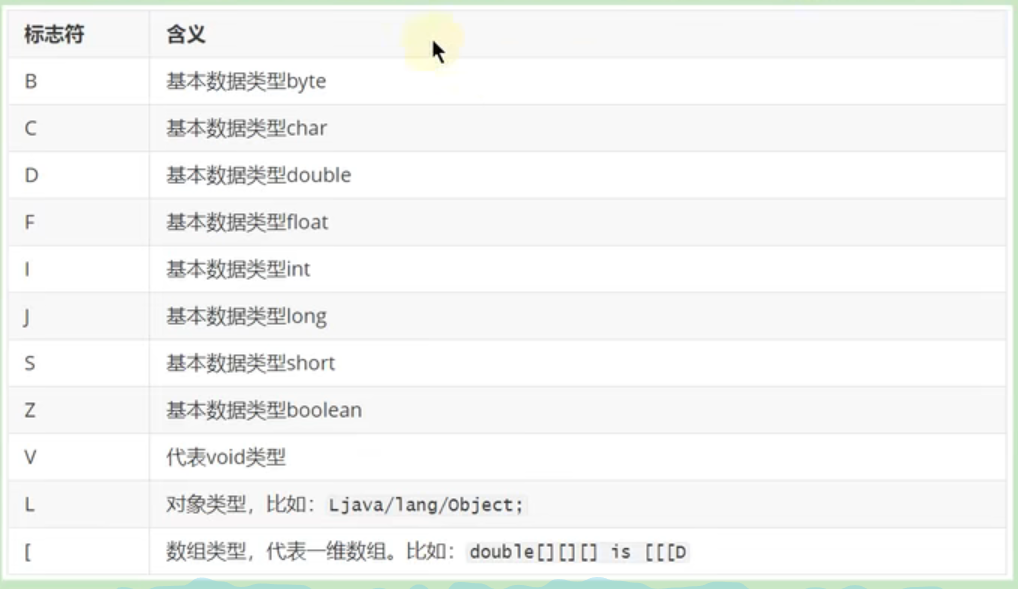 标志符 含义
B 基本数据类型byte
C 基本数据类型char
D 基本数据类型double
F 基本数据类型float
I 基本数据类型int
J 基本数据类型long
S 基本数据类型short
Z 基本数据类型boolean
V 代表void类型
L 对象类型，比如：Ljava/lang/Object;
[ 数组类型，代表一维数组。比如：double[][][] is [[[D